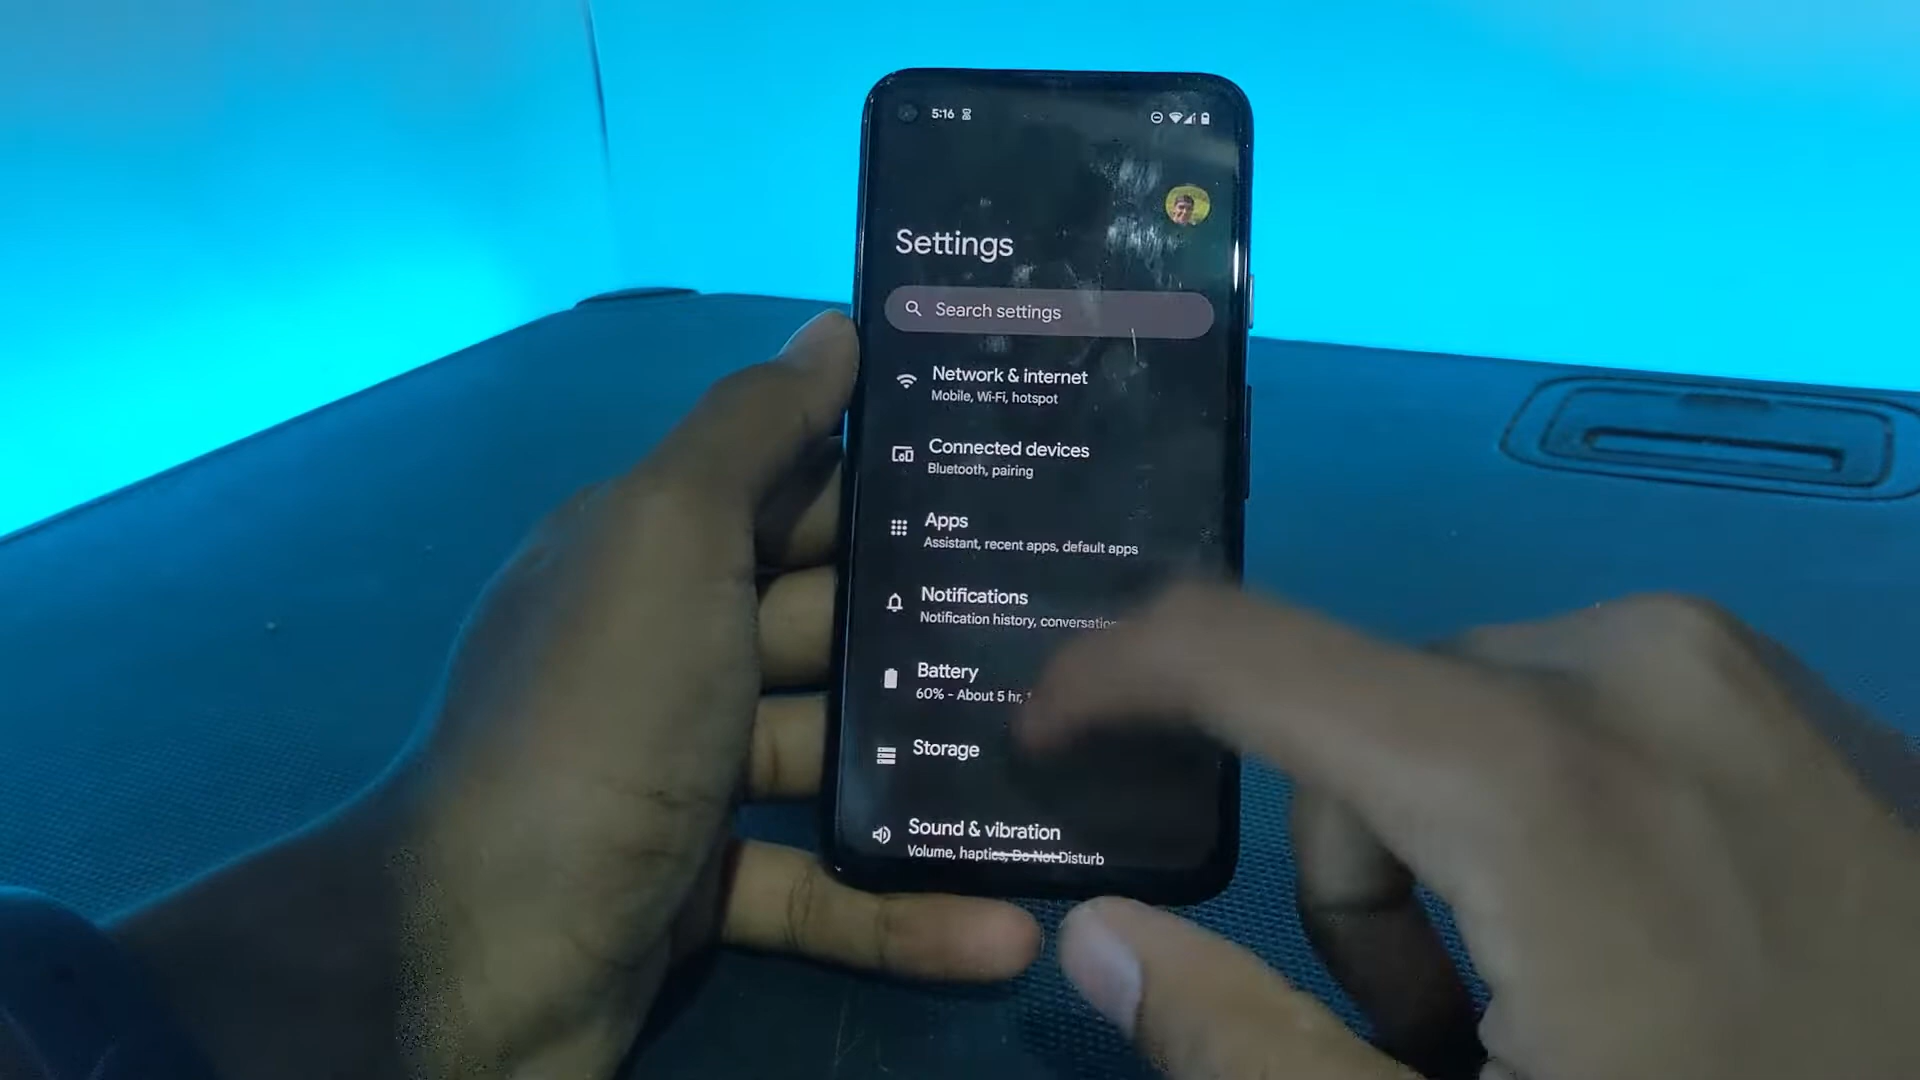 5:16
Settings
Search settings
Network & internet
Mobile, Wi-Fi, hotspot
Connected devices
Bluetooth, pairing
Apps
Assistant, recent apps, default apps
Notifications
Notification history,
Battery
60% - About 5 hr,
Storage
Sound & vibration
Volume, haptics, Do Not Disturb